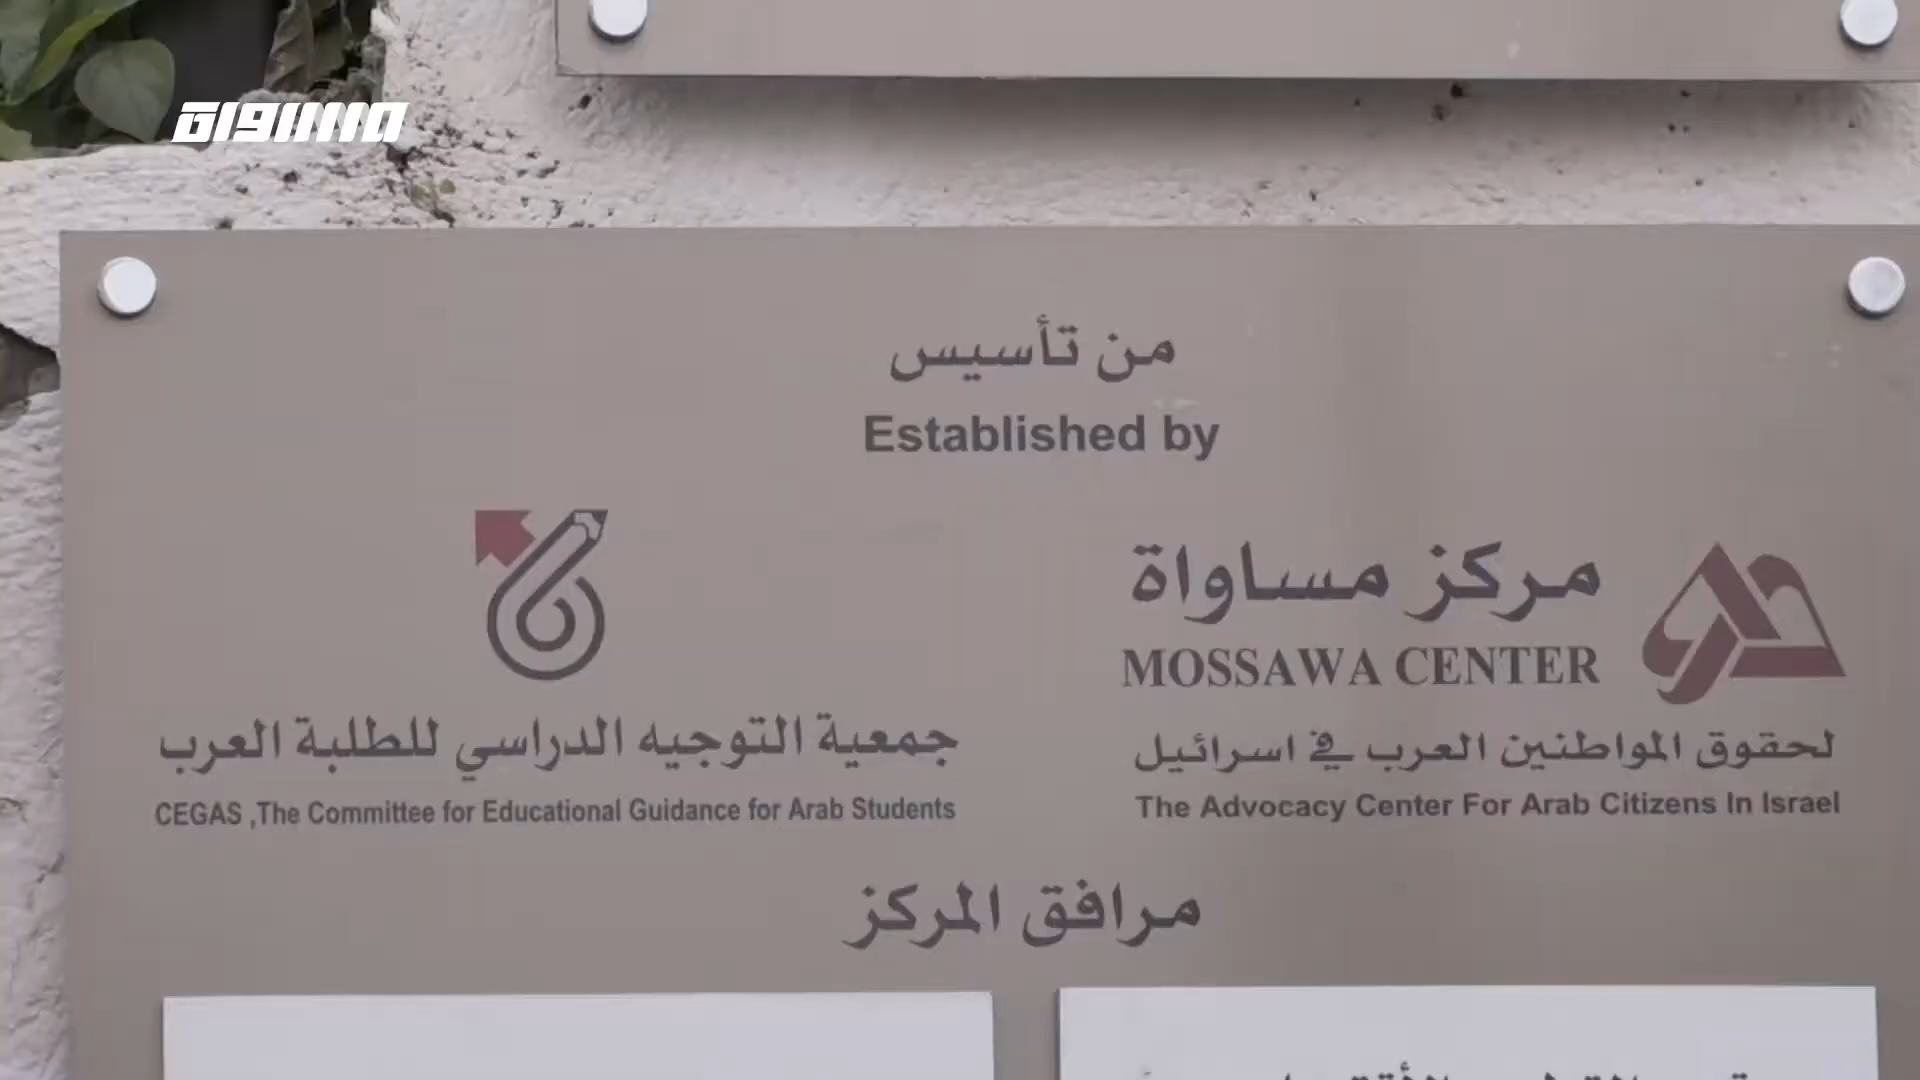 مساواة
من تأسيس
Established by
مركز مساواة
MOSSAWA CENTER
لحقوق المواطنين العرب في اسرائيل
The Advocacy Center For Arab Citizens In Israel
جمعية التوجيه الدراسي للطلبة العرب
CEGAS ,The Committee for Educational Guidance for Arab Students
مرافق المركز